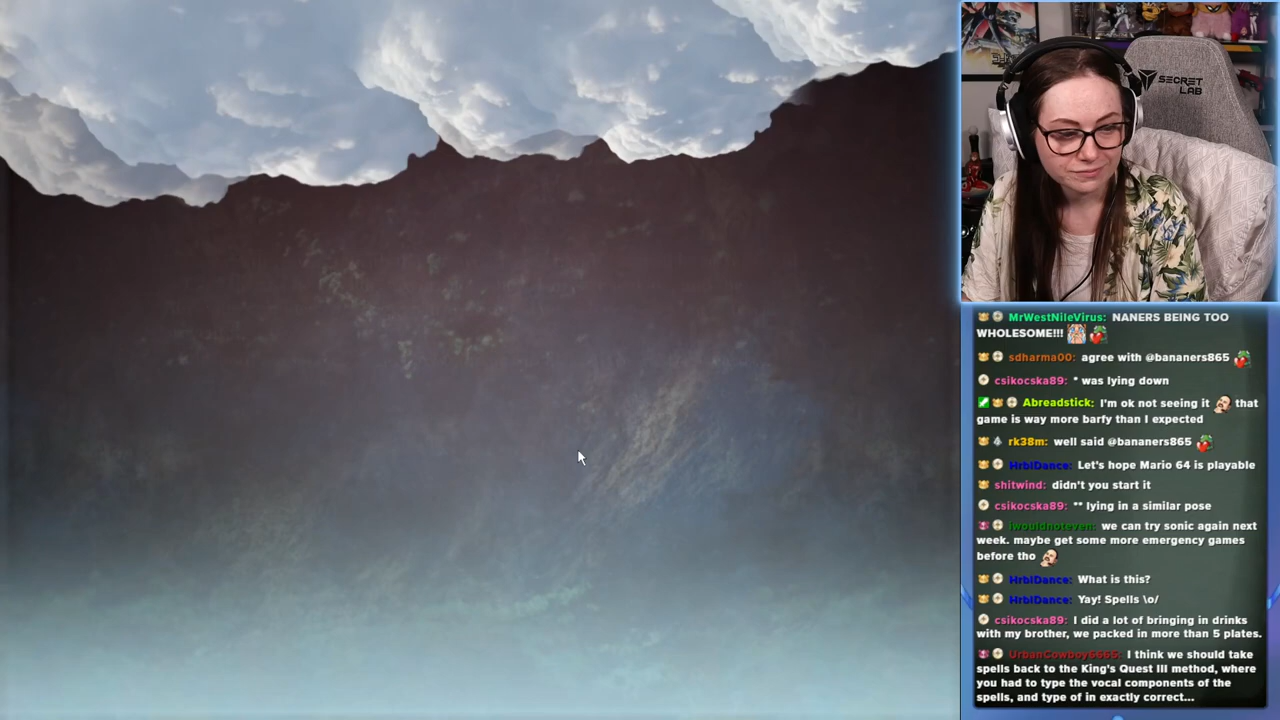 SECRET
LAB
MrWestNileVirus: NANERS BEING TOO
WHOLESOME!!!
sdharma00: agree with @bananers865
csikocska89: * was lying down
Abreadstick: I'm ok not seeing it that
game is way more barfy than I expected
rk38m: well said @bananers865
HrblDance: Let's hope Mario 64 is playable
shitwind: didn't you start it
csikocska89: ** lying in a similar pose
iwouldnoteven: we can try sonic again next
week. maybe get some more emergency games
before tho
HrblDance: What is this?
HrblDance: Yay! Spells \o/
csikocska89: I did a lot of bringing in drinks
with my brother, we packed in more than 5 plates.
UrbanCowboy6465: I think we should take
spells back to the King's Quest III method, where
you had to type the vocal components of the
spells, and type of in exactly correct...